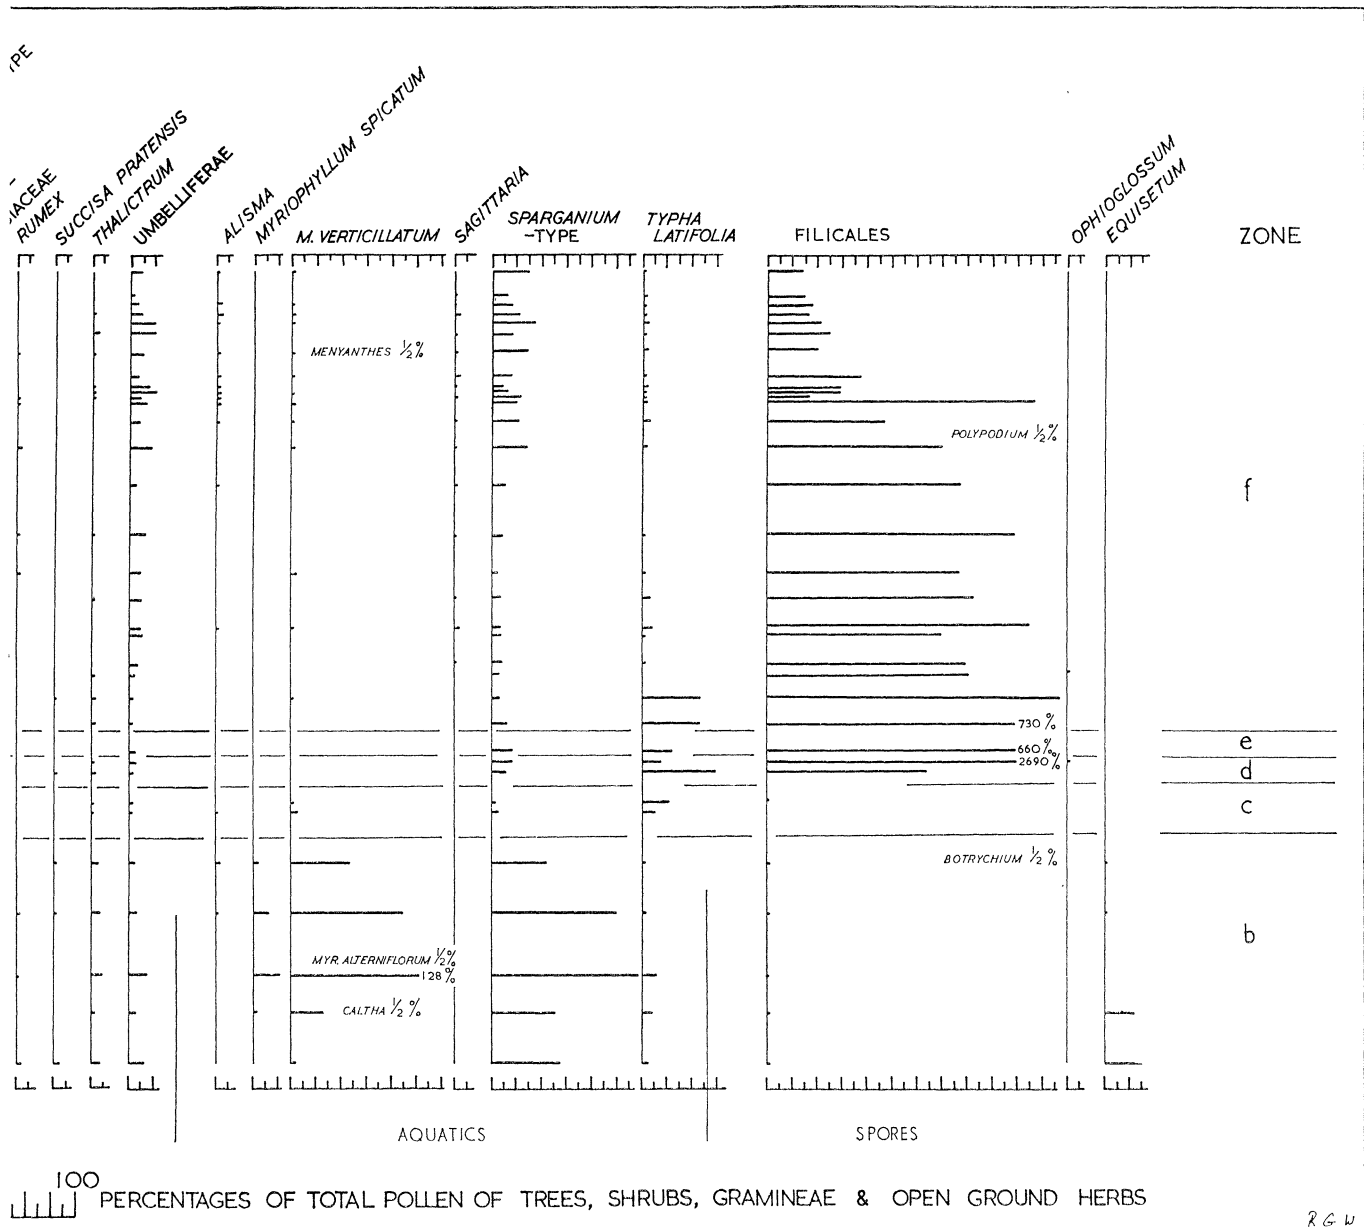 RUMEX
SUCCISA PRATENSIS
THALICTRUM
UMBELLIFERAE
ALISMA
MYRIOPHYLLUM SPICATUM
M. VERTICILLATUM
SAGITTARIA
SPARGANIUM
-TYPE
TYPHA
LATIFOLIA
FILICALES
OPHIOGLOSSUM
EQUISETUM
ZONE
MENYANTHES ½%
POLYPODIUM ½%
f
730%
660%
e
2690%
d
c
BOTRYCHIUM ½%
b
MYR. ALTERNIFLORUM ½%
128%
CALTHA ½%
AQUATICS
SPORES
100
PERCENTAGES OF TOTAL POLLEN OF TREES, SHRUBS, GRAMINEAE & OPEN GROUND HERBS
R G W